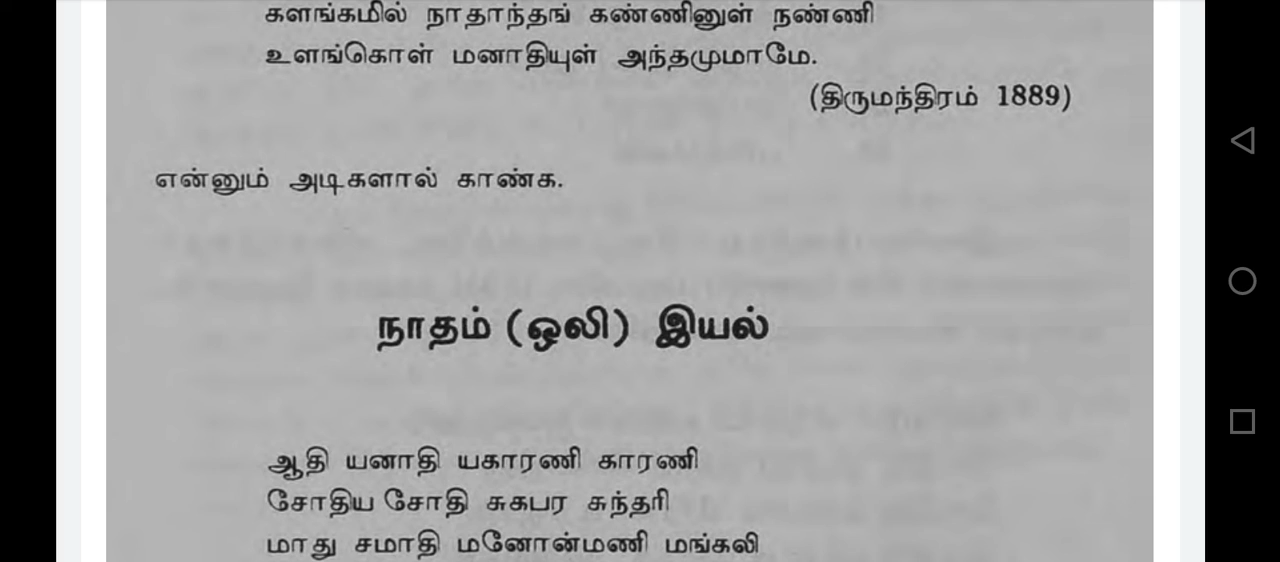 களங்கமில் நாதாந்தங் கண்ணினுள் நண்ணி
உளங்கொள் மனாதியுள் அந்தமுமாமே.
(திருமந்திரம் 1889)
என்னும் அடிகளால் காண்க.
நாதம் (ஒலி) இயல்
ஆதி யனாதி யகாரணி காரணி
சோதிய சோதி சுகபர சுந்தரி
மாது சமாதி மனோன்மணி மங்கலி